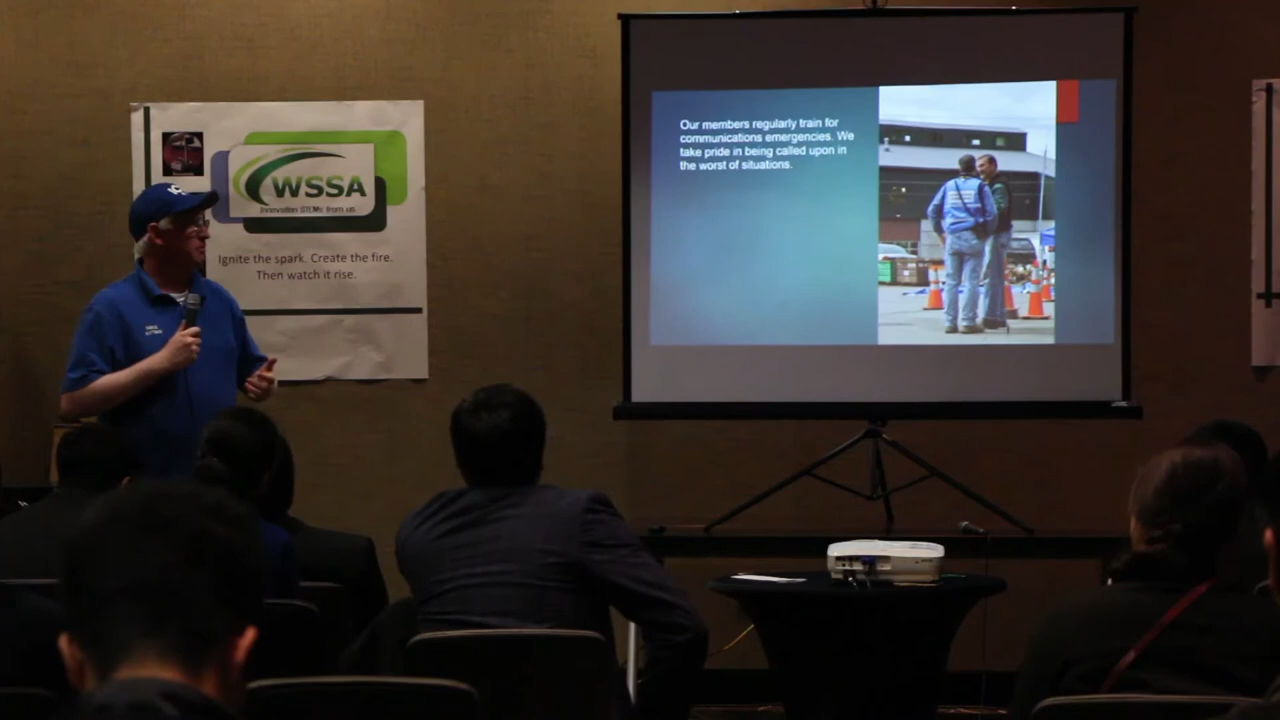 WSSA
Innovation STEMs from us
Ignite the spark. Create the fire.
Then watch it rise.
Our members regularly train for
communications emergencies. We
take pride in being called upon in
the worst of situations.